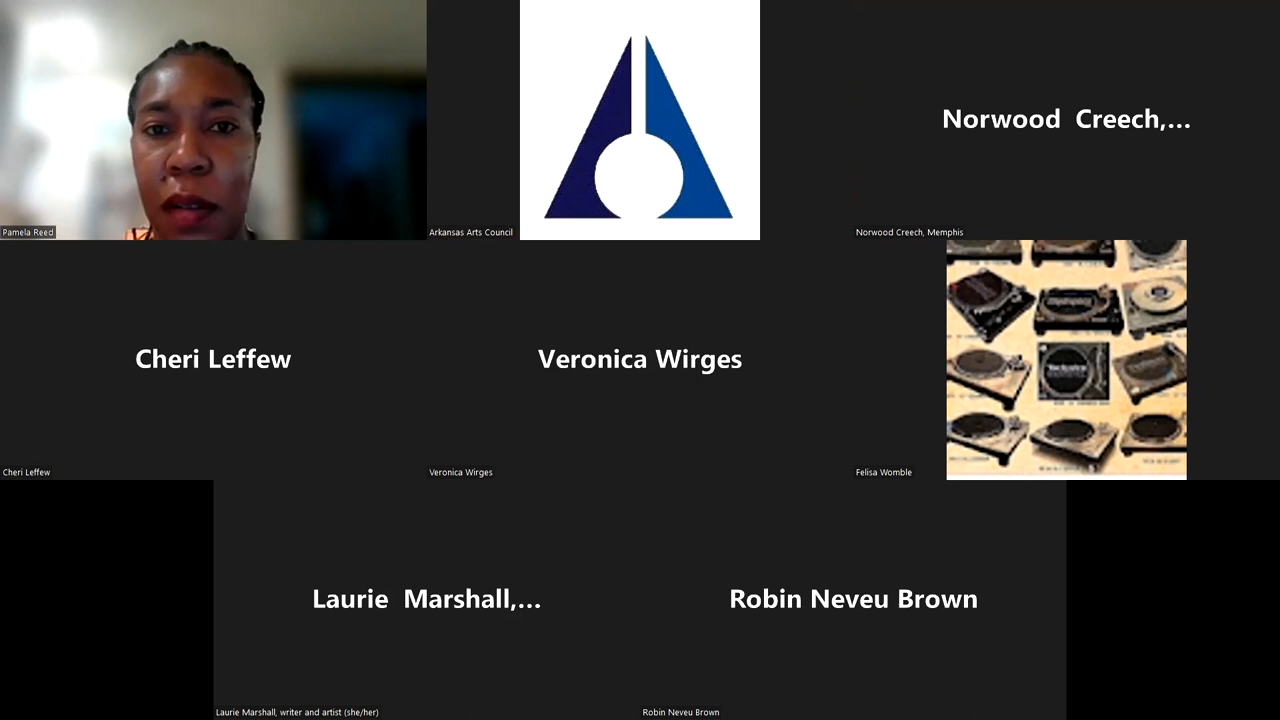 Pamela Reed
Arkansas Arts Council
Norwood  Creech,...
Norwood Creech, Memphis
Cheri Leffew
Cheri Leffew
Veronica Wirges
Veronica Wirges
Felisa Womble
Laurie  Marshall,...
Laurie Marshall, writer and artist (she/her)
Robin Neveu Brown
Robin Neveu Brown